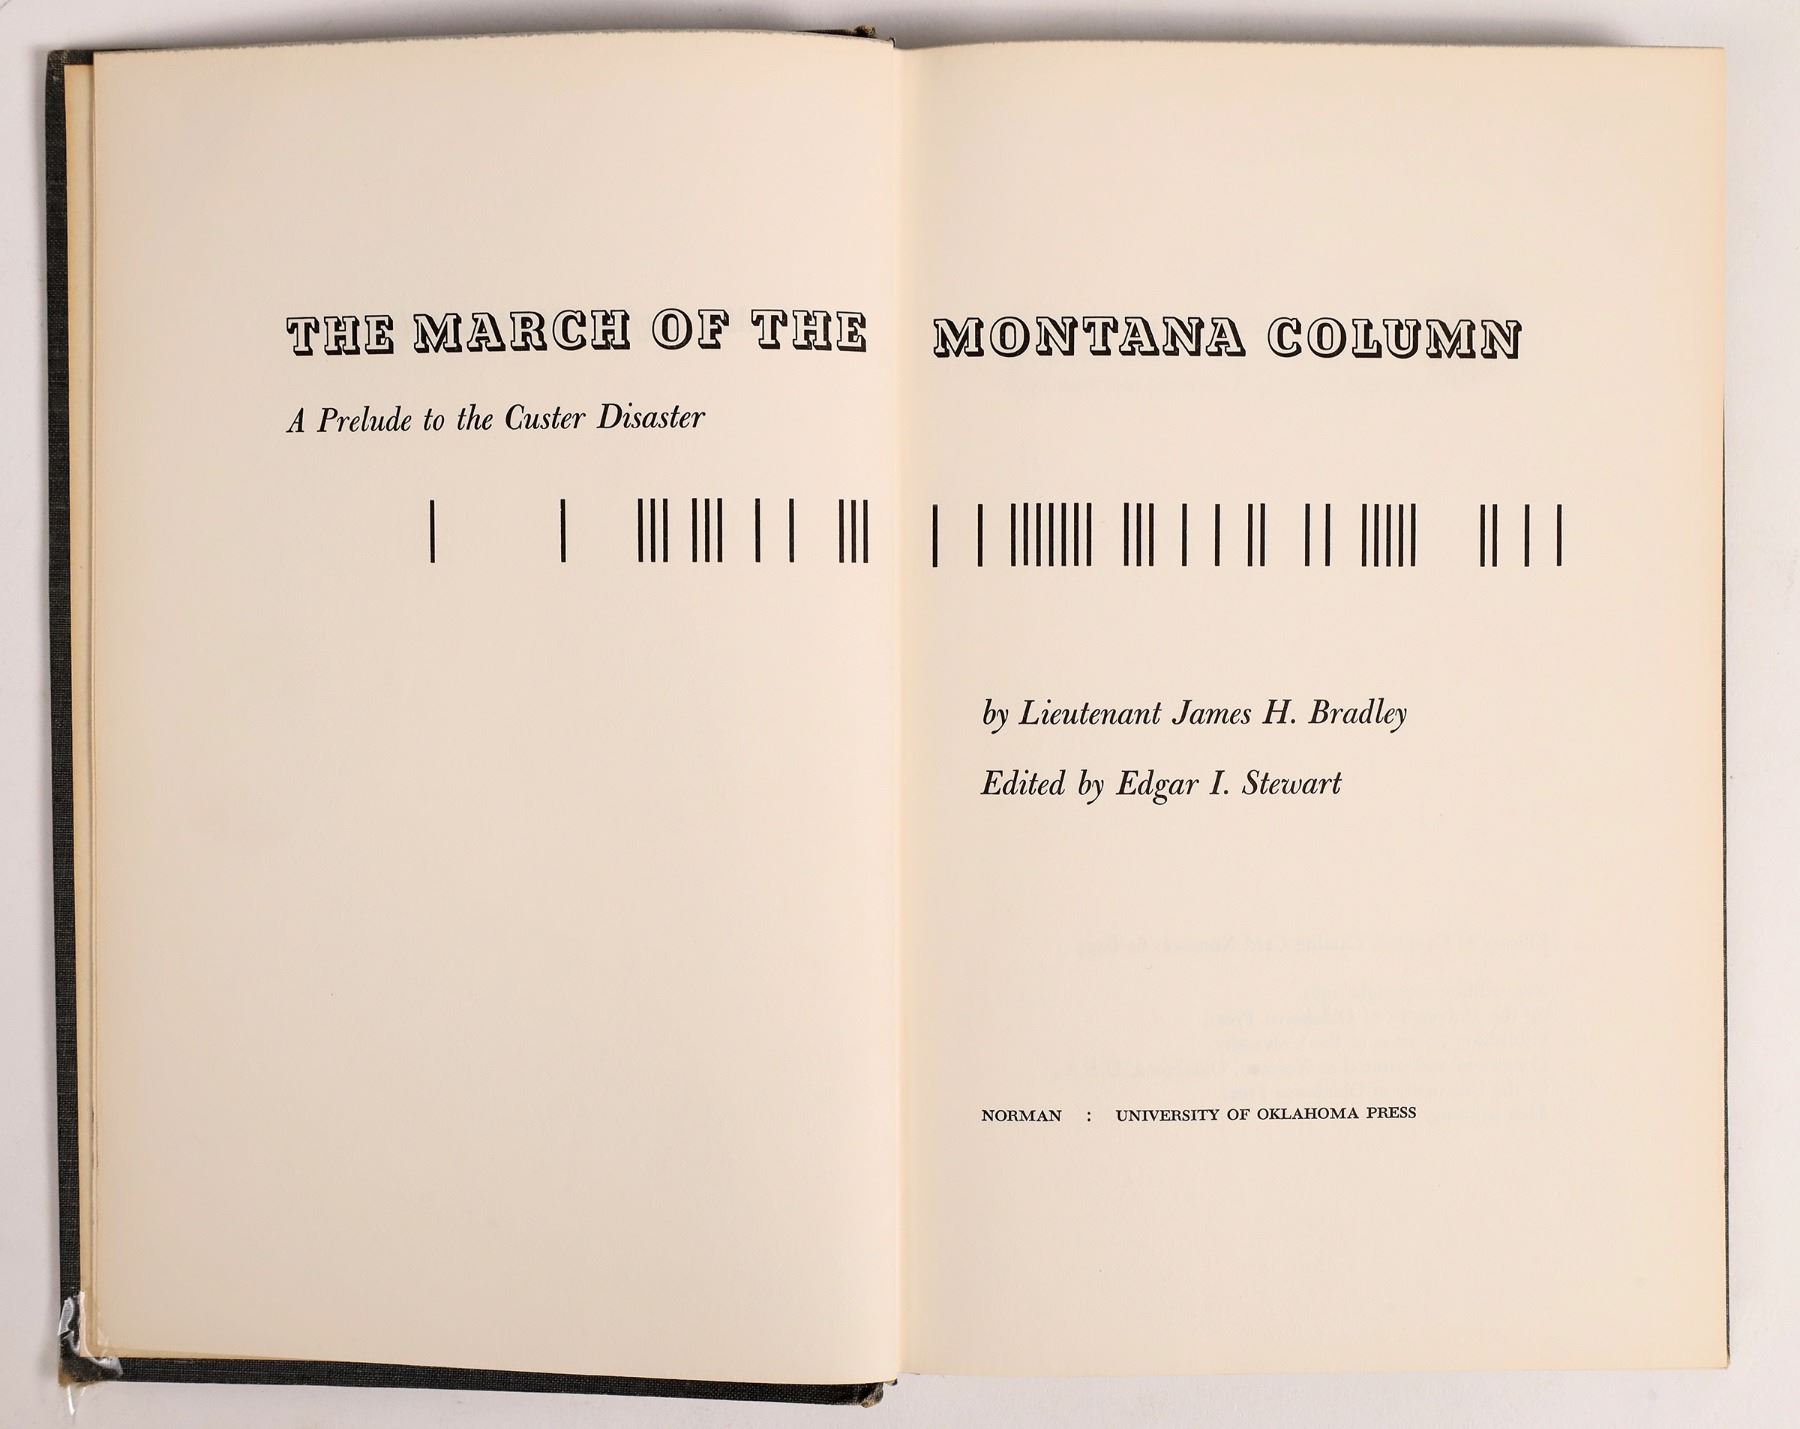 THE MARCH OF THE MONTANA COLUMN
A Prelude to the Custer Disaster
by Lieutenant James H. Bradley
Edited by Edgar I. Stewart
NORMAN : UNIVERSITY OF OKLAHOMA PRESS